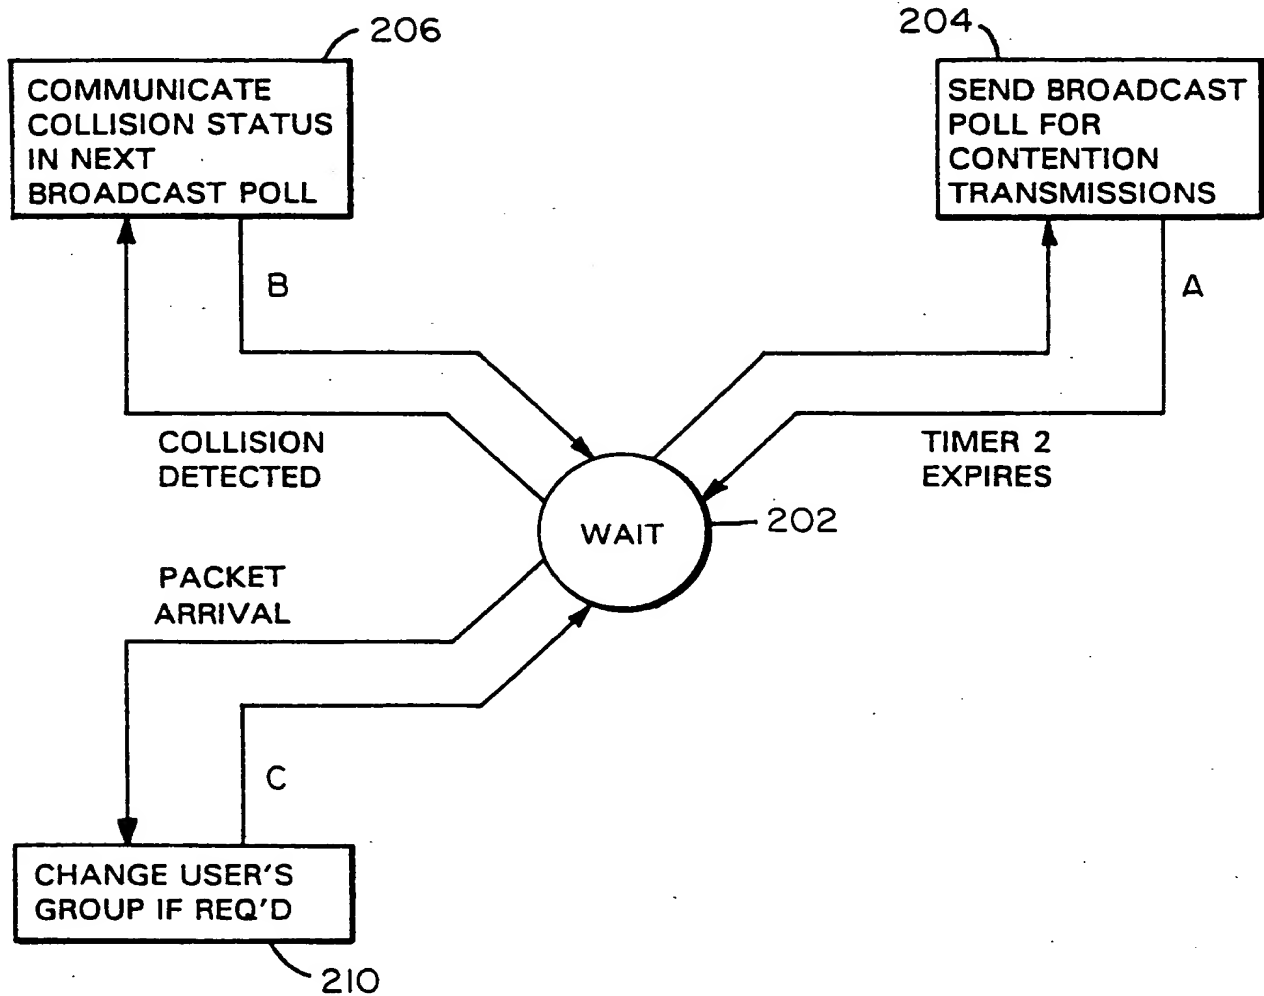 206
COMMUNICATE
COLLISION STATUS
IN NEXT
BROADCAST POLL
204
SEND BROADCAST
POLL FOR
CONTENTION
TRANSMISSIONS
B
A
COLLISION
DETECTED
TIMER 2
EXPIRES
WAIT
202
PACKET
ARRIVAL
C
CHANGE USER'S
GROUP IF REQ'D
210